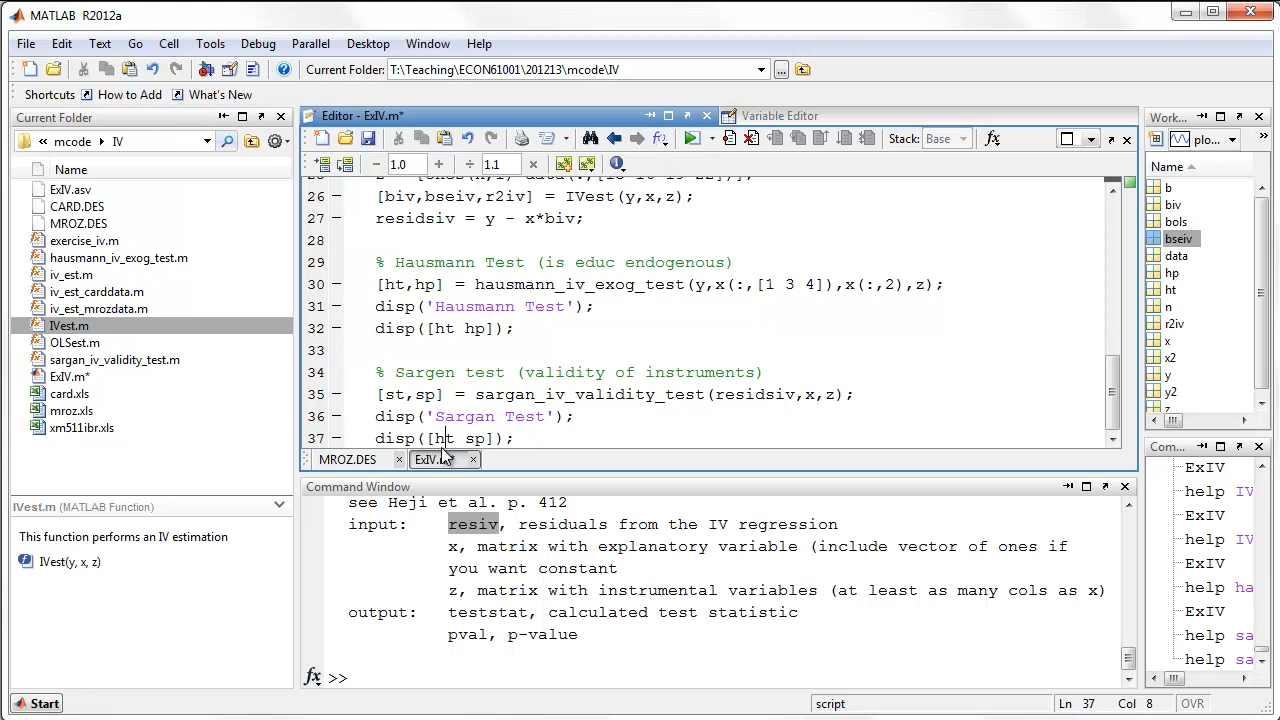 MATLAB R2012a
File Edit Text Go Cell Tools Debug Parallel Desktop Window Help
Current Folder: T:\Teaching\ECON61001\201213\mcode\IV
Shortcuts How to Add What's New
Current Folder
« mcode ▸ IV
Name
ExIV.asv
CARD.DES
MROZ.DES
exercise_iv.m
hausmann_iv_exog_test.m
iv_est.m
iv_est_carddata.m
iv_est_mrozdata.m
IVest.m
OLSest.m
sargan_iv_validity_test.m
ExIV.m*
card.xls
mroz.xls
xm511ibr.xls
IVest.m (MATLAB Function)
This function performs an IV estimation
IVest(y, x, z)
Editor - ExIV.m*
Variable Editor
Stack: Base
− 1.0 + ÷ 1.1 ×
26 − [biv,bseiv,r2iv] = IVest(y,x,z);
27 − residsiv = y - x*biv;
28
29 % Hausmann Test (is educ endogenous)
30 − [ht,hp] = hausmann_iv_exog_test(y,x(:,[1 3 4]),x(:,2),z);
31 − disp('Hausmann Test');
32 − disp([ht hp]);
33
34 % Sargen test (validity of instruments)
35 − [st,sp] = sargan_iv_validity_test(residsiv,x,z);
36 − disp('Sargan Test');
37 − disp([ht sp]);
MROZ.DES
Command Window
see Heji et al. p. 412
input: resiv, residuals from the IV regression
x, matrix with explanatory variable (include vector of ones if
you want constant
z, matrix with instrumental variables (at least as many cols as x)
output: teststat, calculated test statistic
pval, p-value
fx >>
Work...
plo...
Name
b
biv
bols
bseiv
data
hp
ht
n
r2iv
x
x2
y
y2
Com...
ExIV
help IV
ExIV
help IV
ExIV
help ha
ExIV
help sa
help sa
Start
script
Ln 37 Col 8 OVR